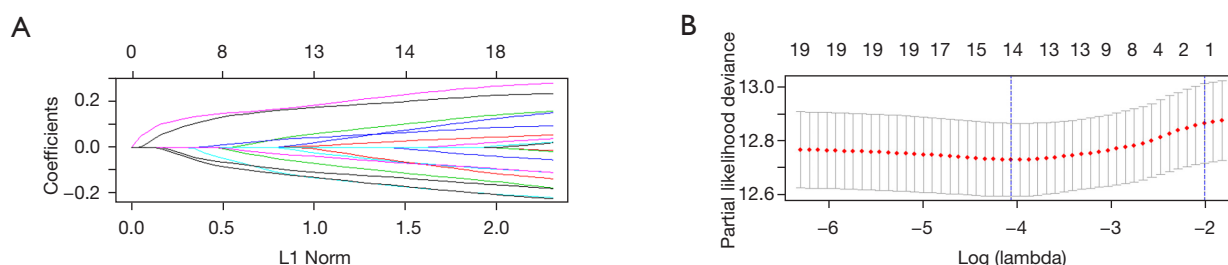 A
0 8 13 14 18
Coefficients
0.2
0.0
−0.2
0.0 0.5 1.0 1.5 2.0
L1 Norm
B
19 19 19 19 17 15 14 13 13 9 8 4 2 1
Partial likelihood deviance
13.0
12.8
12.6
−6 −5 −4 −3 −2
Log (lambda)